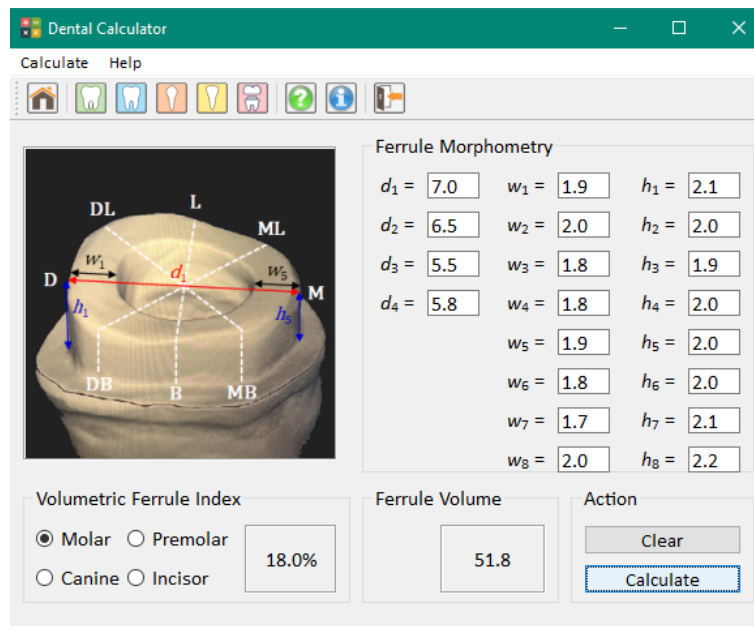 Dental Calculator
Calculate Help
Ferrule Morphometry
d₁ = 7.0 w₁ = 1.9 h₁ = 2.1
d₂ = 6.5 w₂ = 2.0 h₂ = 2.0
d₃ = 5.5 w₃ = 1.8 h₃ = 1.9
d₄ = 5.8 w₄ = 1.8 h₄ = 2.0
w₅ = 1.9 h₅ = 2.0
w₆ = 1.8 h₆ = 2.0
w₇ = 1.7 h₇ = 2.1
w₈ = 2.0 h₈ = 2.2
DL L ML
w₁ d₁ w₅
D M
h₁ h₅
DB B MB
Volumetric Ferrule Index
Molar Premolar
Canine Incisor
18.0%
Ferrule Volume
51.8
Action
Clear
Calculate